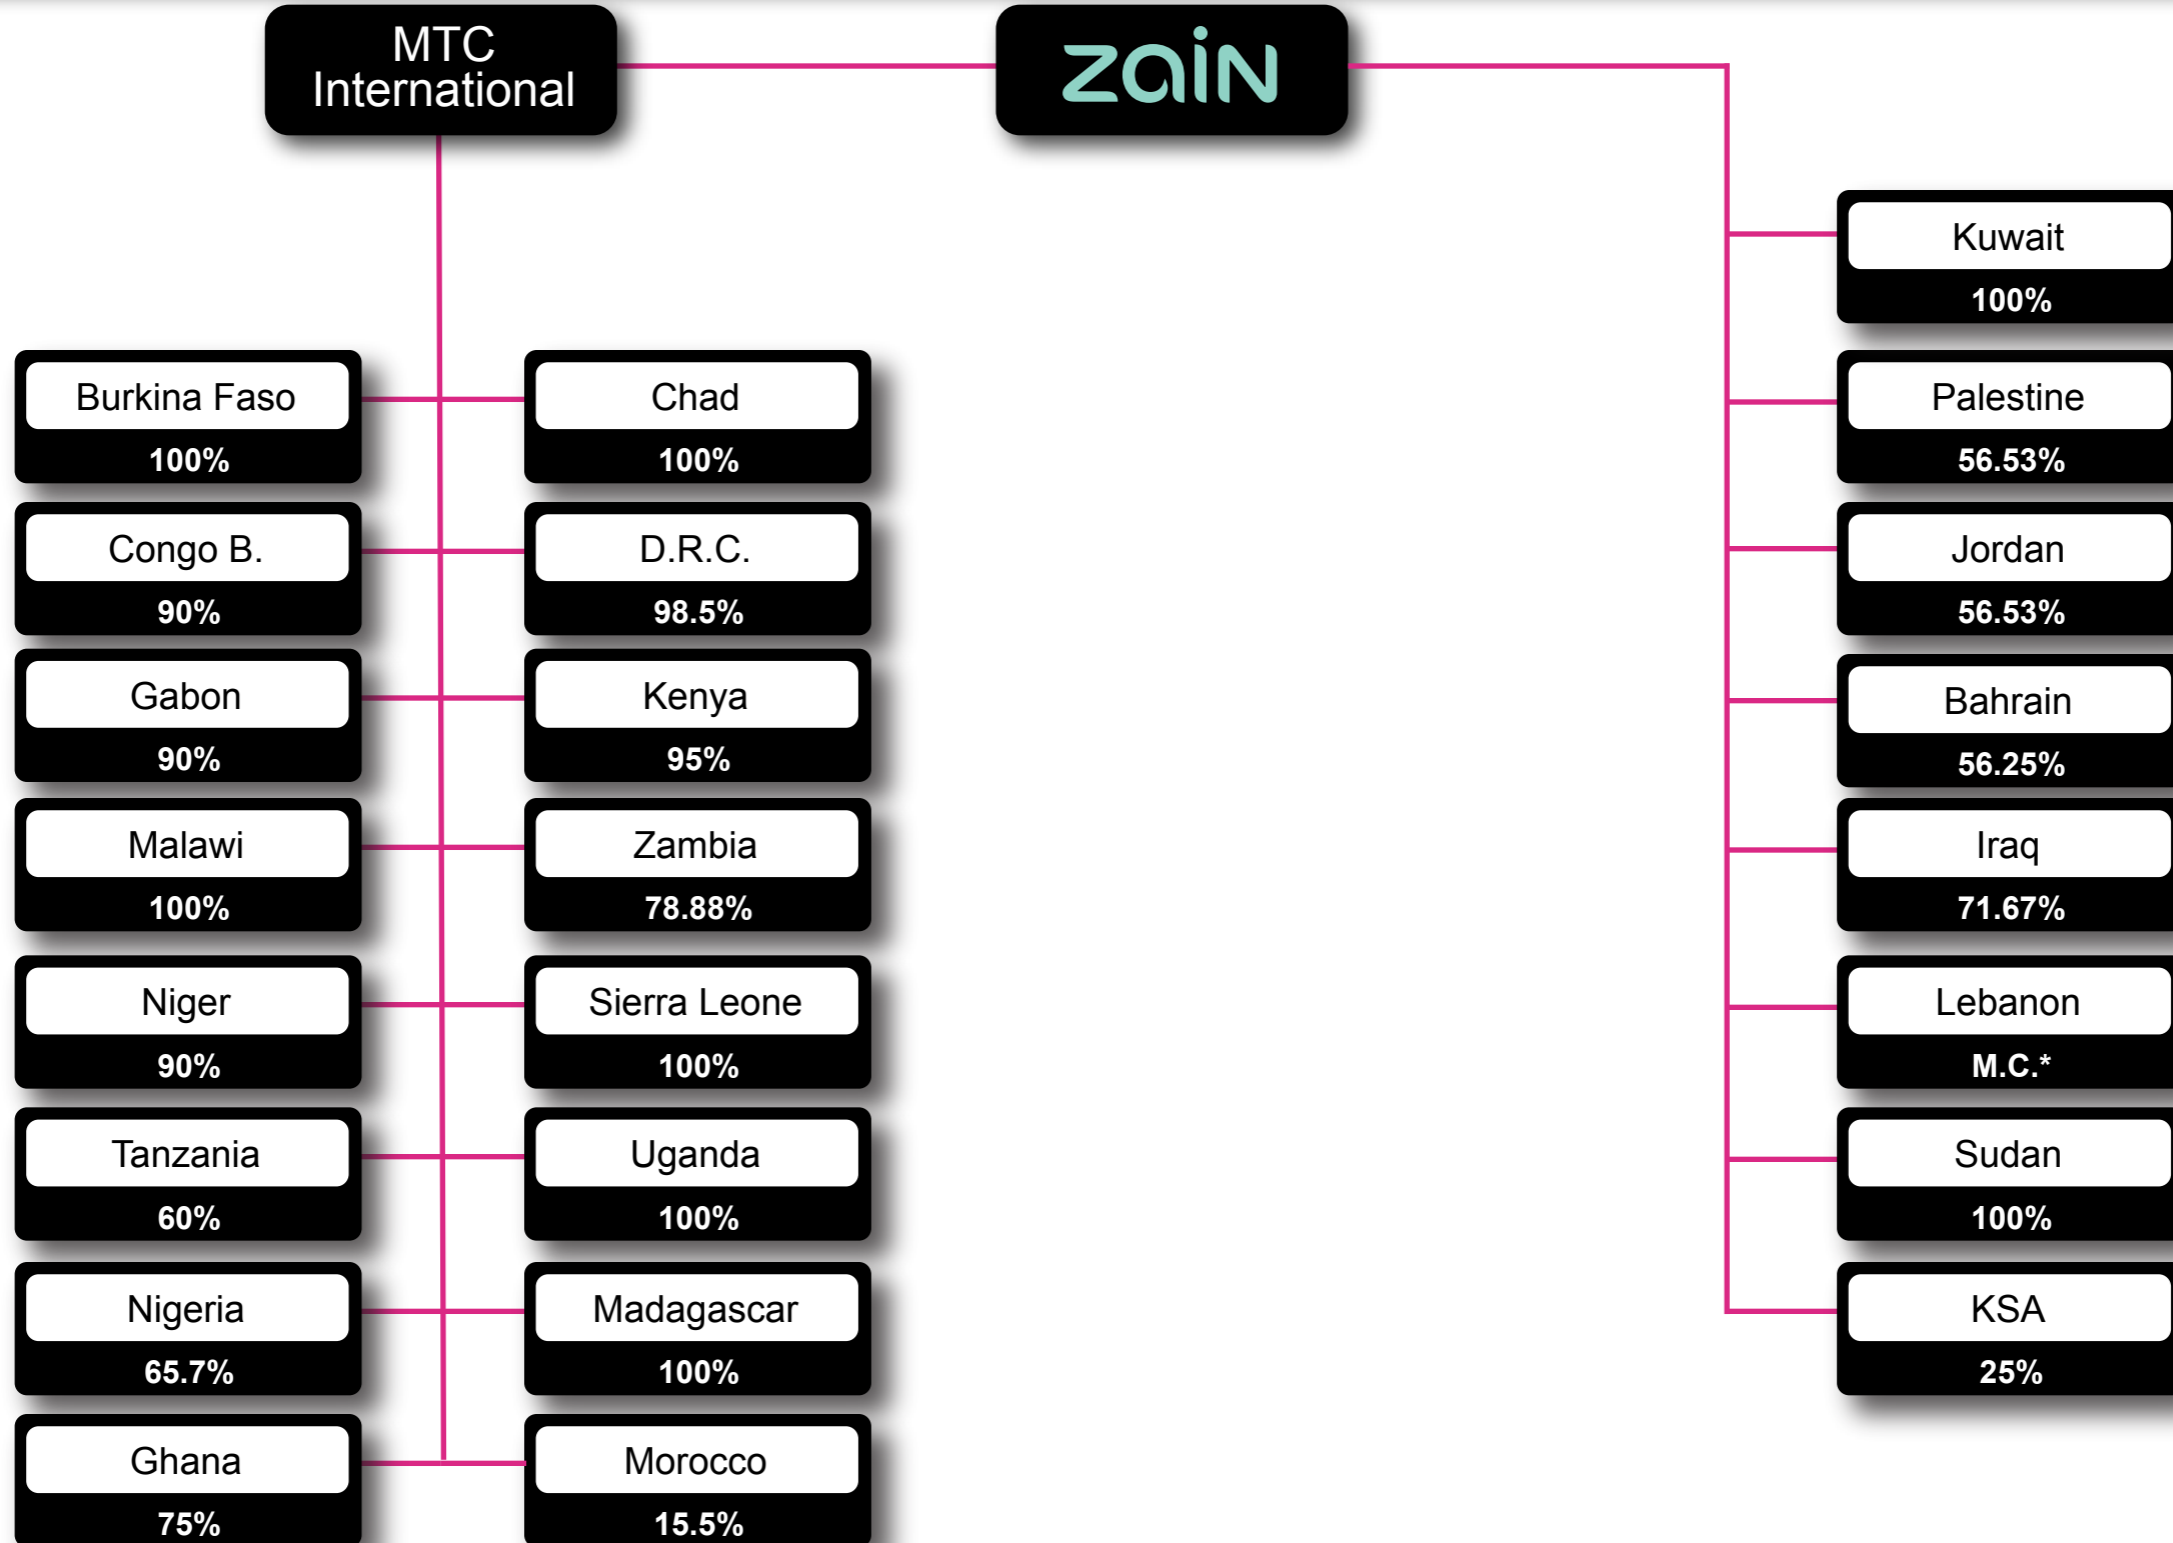 MTC
International
zain
Kuwait
100%
Burkina Faso
100%
Chad
100%
Palestine
56.53%
Congo B.
90%
D.R.C.
98.5%
Jordan
56.53%
Gabon
90%
Kenya
95%
Bahrain
56.25%
Malawi
100%
Zambia
78.88%
Iraq
71.67%
Niger
90%
Sierra Leone
100%
Lebanon
M.C.*
Tanzania
60%
Uganda
100%
Sudan
100%
Nigeria
65.7%
Madagascar
100%
KSA
25%
Ghana
75%
Morocco
15.5%